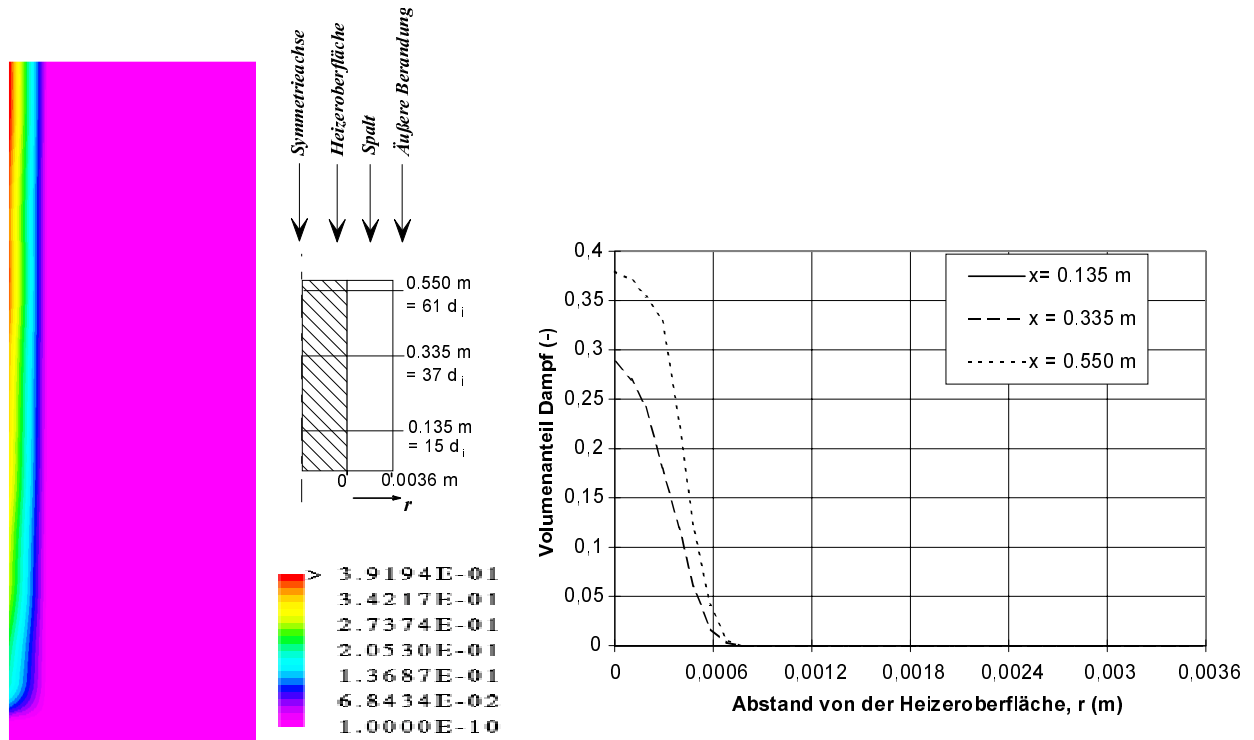 Symmetrieachse
Heizeroberfläche
Spalt
Äußere Berandung
0.550 m
= 61 d i
0.335 m
= 37 d i
0.135 m
= 15 d i
0
0.0036 m
r
> 3.9194E-01
3.4217E-01
2.7374E-01
2.0530E-01
1.3687E-01
6.8434E-02
1.0000E-10
Volumenanteil Dampf (-)
0,4
0,35
0,3
0,25
0,2
0,15
0,1
0,05
0
x= 0.135 m
x = 0.335 m
x = 0.550 m
0 0,0006 0,0012 0,0018 0,0024 0,003 0,0036
Abstand von der Heizeroberfläche, r (m)